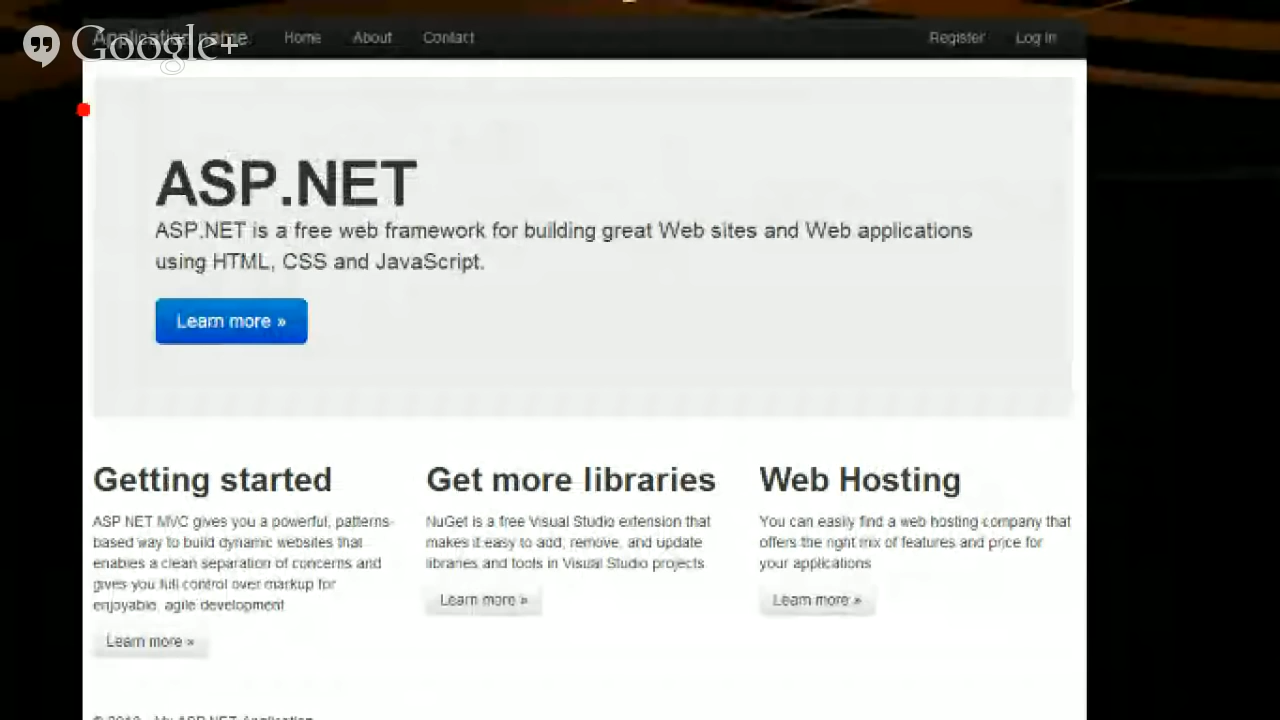 Application name Home About Contact Register Log in
Google+
ASP.NET
ASP.NET is a free web framework for building great Web sites and Web applications
using HTML, CSS and JavaScript.
Learn more »
Getting started
ASP.NET MVC gives you a powerful, patterns-
based way to build dynamic websites that
enables a clean separation of concerns and
gives you full control over markup for
enjoyable, agile development
Learn more »
Get more libraries
NuGet is a free Visual Studio extension that
makes it easy to add, remove, and update
libraries and tools in Visual Studio projects
Learn more »
Web Hosting
You can easily find a web hosting company that
offers the right mix of features and price for
your applications
Learn more »
My ASP.NET Application